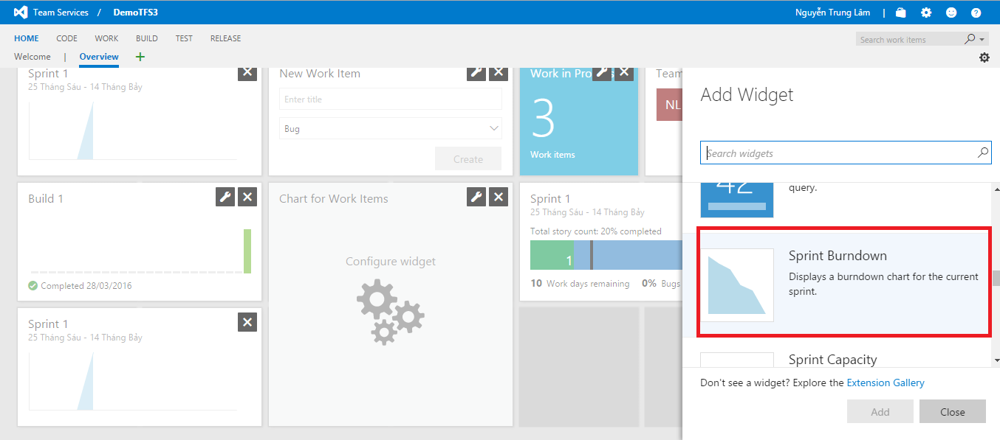 Team Services / DemoTFS3
Nguyễn Trung Lâm |
HOME CODE WORK BUILD TEST RELEASE
Search work items
Welcome | Overview +
Sprint 1
25 Tháng Sáu - 14 Tháng Bảy
New Work Item
Enter title
Bug
Create
Work in Pro
3
Work items
Team
NL
Build 1
Completed 28/03/2016
Chart for Work Items
Configure widget
Sprint 1
25 Tháng Sáu - 14 Tháng Bảy
Total story count: 20% completed
1
10 Work days remaining 0% Bugs
Sprint 1
25 Tháng Sáu - 14 Tháng Bảy
Add Widget
Search widgets
42
query.
Sprint Burndown
Displays a burndown chart for the current
sprint.
Sprint Capacity
Don't see a widget? Explore the Extension Gallery
Add
Close